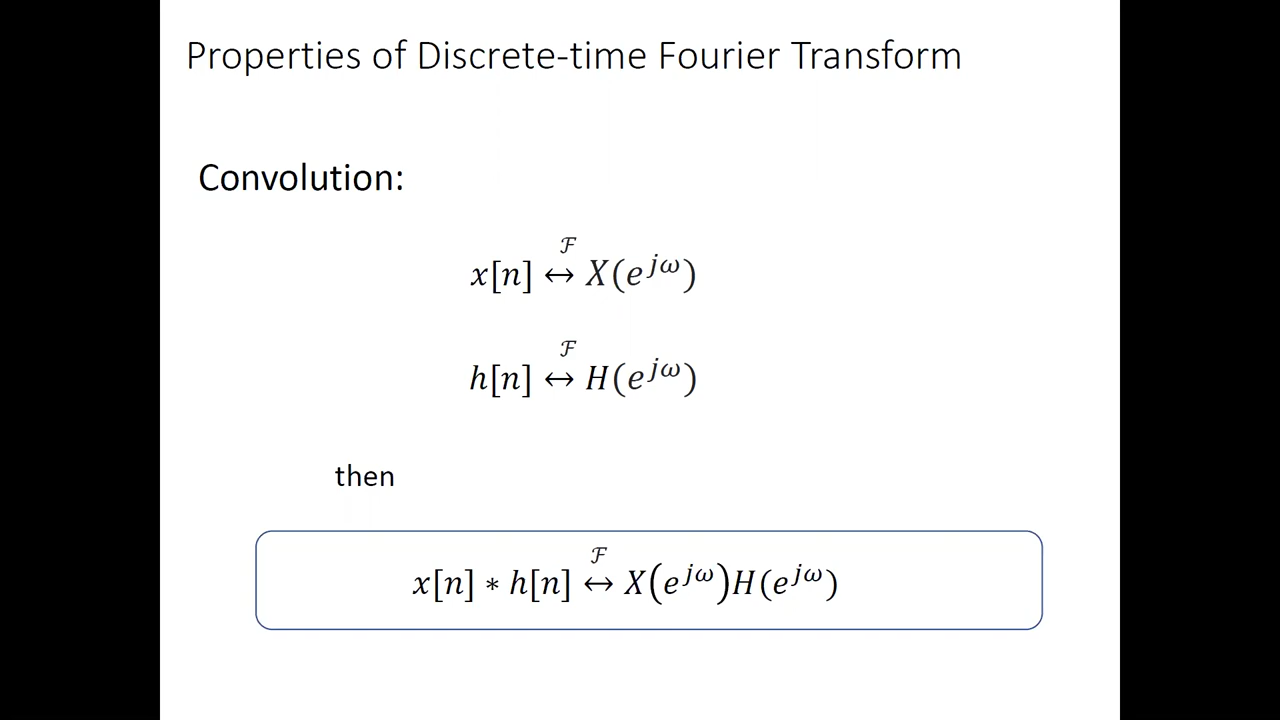 Properties of Discrete-time Fourier Transform
Convolution:
x[n] ℱ↔ X(e^{jω})
h[n] ℱ↔ H(e^{jω})
then
x[n] ∗ h[n] ℱ↔ X(e^{jω})H(e^{jω})